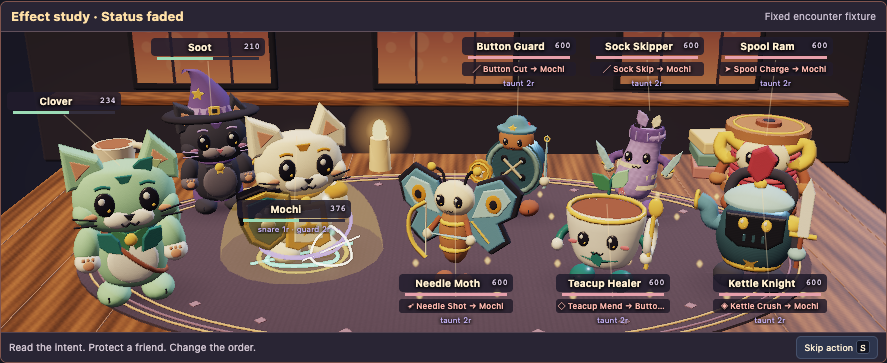 Effect study · Status faded
Fixed encounter fixture
Soot 210
Button Guard 600
Button Cut → Mochi
taunt 2r
Sock Skipper 600
Sock Skip → Mochi
taunt 2r
Spool Ram 600
Spool Charge → Mochi
taunt 2r
Clover 234
Mochi 376
snare 1r · guard 2r
Needle Moth 600
Needle Shot → Mochi
taunt 2r
Teacup Healer 600
Teacup Mend → Butto...
taunt 2r
Kettle Knight 600
Kettle Crush → Mochi
taunt 2r
Read the intent. Protect a friend. Change the order.
Skip action S